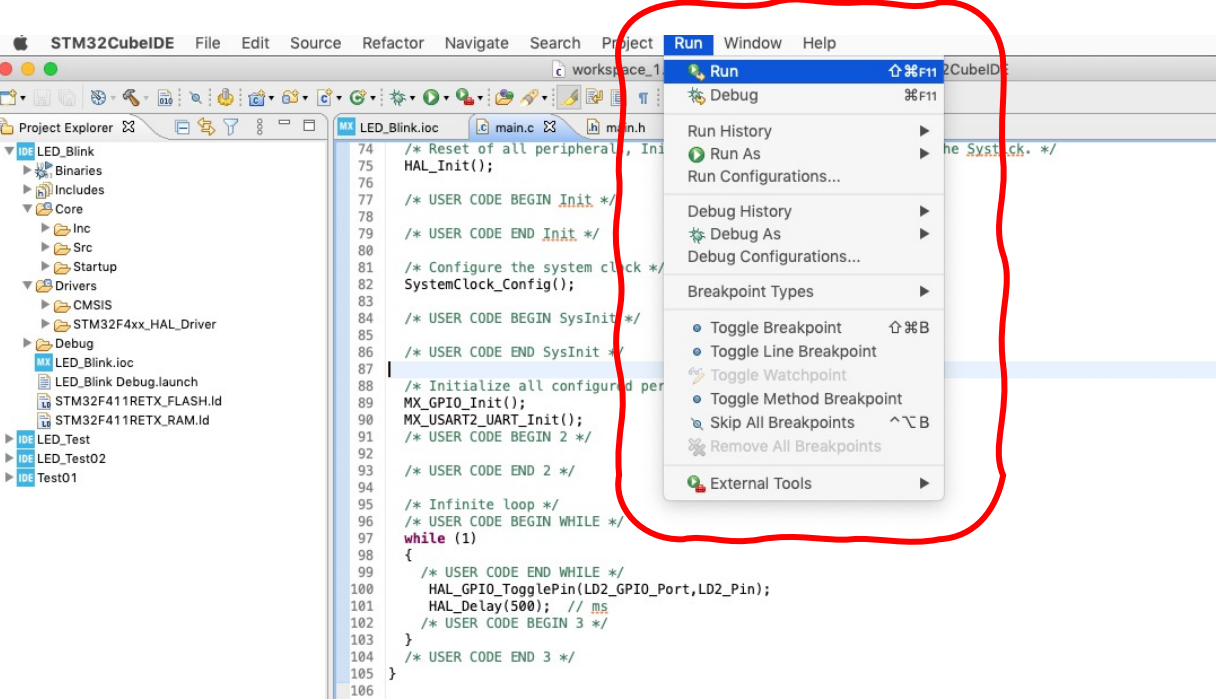 STM32CubeIDE File Edit Source Refactor Navigate Search Project Run Window Help
workspace_1. 2CubeIDE
Project Explorer
LED_Blink
Binaries
Includes
Core
Inc
Src
Startup
Drivers
CMSIS
STM32F4xx_HAL_Driver
Debug
LED_Blink.ioc
LED_Blink Debug.launch
STM32F411RETX_FLASH.ld
STM32F411RETX_RAM.ld
LED_Test
LED_Test02
Test01
LED_Blink.ioc main.c main.h
74 /* Reset of all peripherals, Ini he Systick. */
75 HAL_Init();
76
77 /* USER CODE BEGIN Init */
78
79 /* USER CODE END Init */
80
81 /* Configure the system clock */
82 SystemClock_Config();
83
84 /* USER CODE BEGIN SysInit */
85
86 /* USER CODE END SysInit */
87
88 /* Initialize all configured per
89 MX_GPIO_Init();
90 MX_USART2_UART_Init();
91 /* USER CODE BEGIN 2 */
92
93 /* USER CODE END 2 */
94
95 /* Infinite loop */
96 /* USER CODE BEGIN WHILE */
97 while (1)
98 {
99 /* USER CODE END WHILE */
100 HAL_GPIO_TogglePin(LD2_GPIO_Port,LD2_Pin);
101 HAL_Delay(500); // ms
102 /* USER CODE BEGIN 3 */
103 }
104 /* USER CODE END 3 */
105 }
106
Run ⇧⌘F11
Debug ⌘F11
Run History
Run As
Run Configurations...
Debug History
Debug As
Debug Configurations...
Breakpoint Types
Toggle Breakpoint ⇧⌘B
Toggle Line Breakpoint
Toggle Watchpoint
Toggle Method Breakpoint
Skip All Breakpoints ^⌥B
Remove All Breakpoints
External Tools